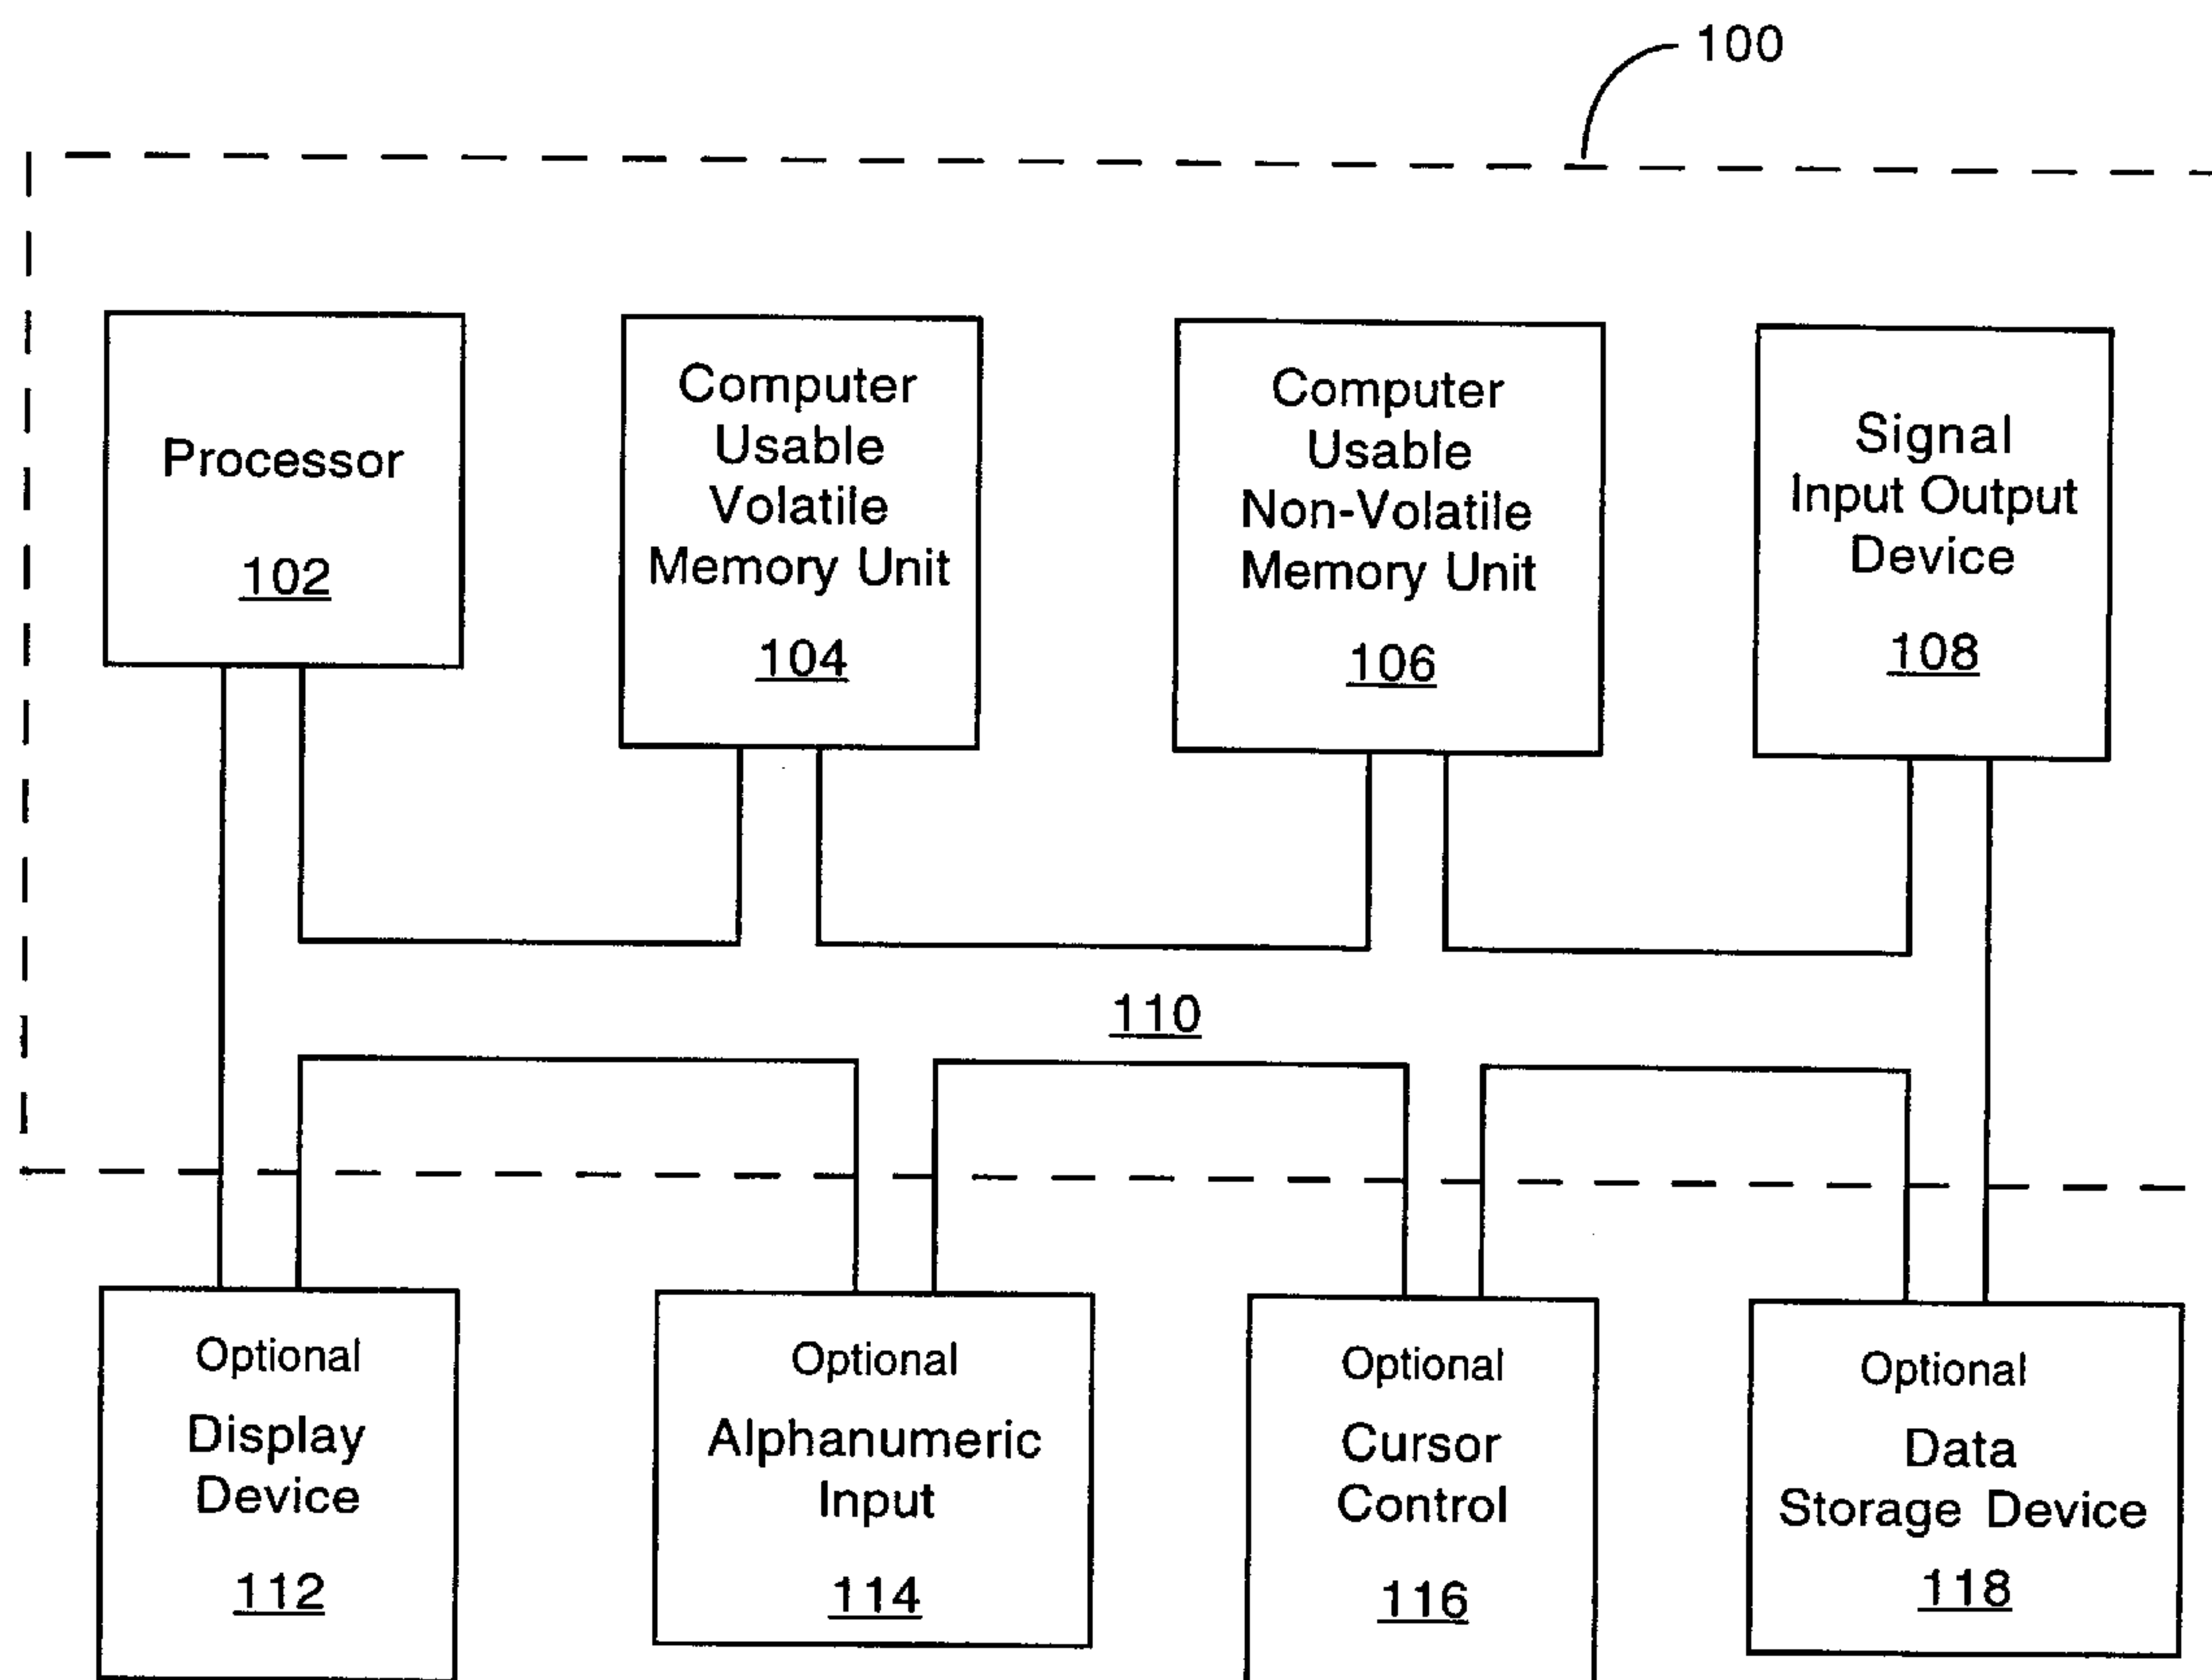 100
Processor
102
Computer
Usable
Volatile
Memory Unit
104
Computer
Usable
Non-Volatile
Memory Unit
106
Signal
Input Output
Device
108
110
Optional
Display
Device
112
Optional
Alphanumeric
Input
114
Optional
Cursor
Control
116
Optional
Data
Storage Device
118